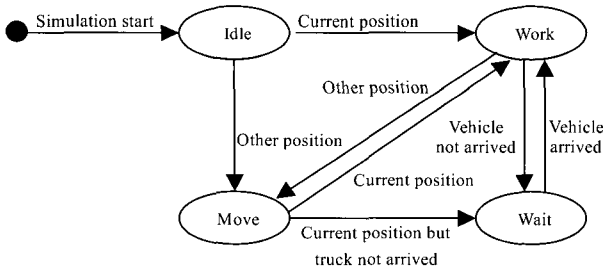 Simulation start
Idle
Current position
Work
Other position
Other position
Vehicle
not arrived
Vehicle
arrived
Current position
Move
Current position but
truck not arrived
Wait